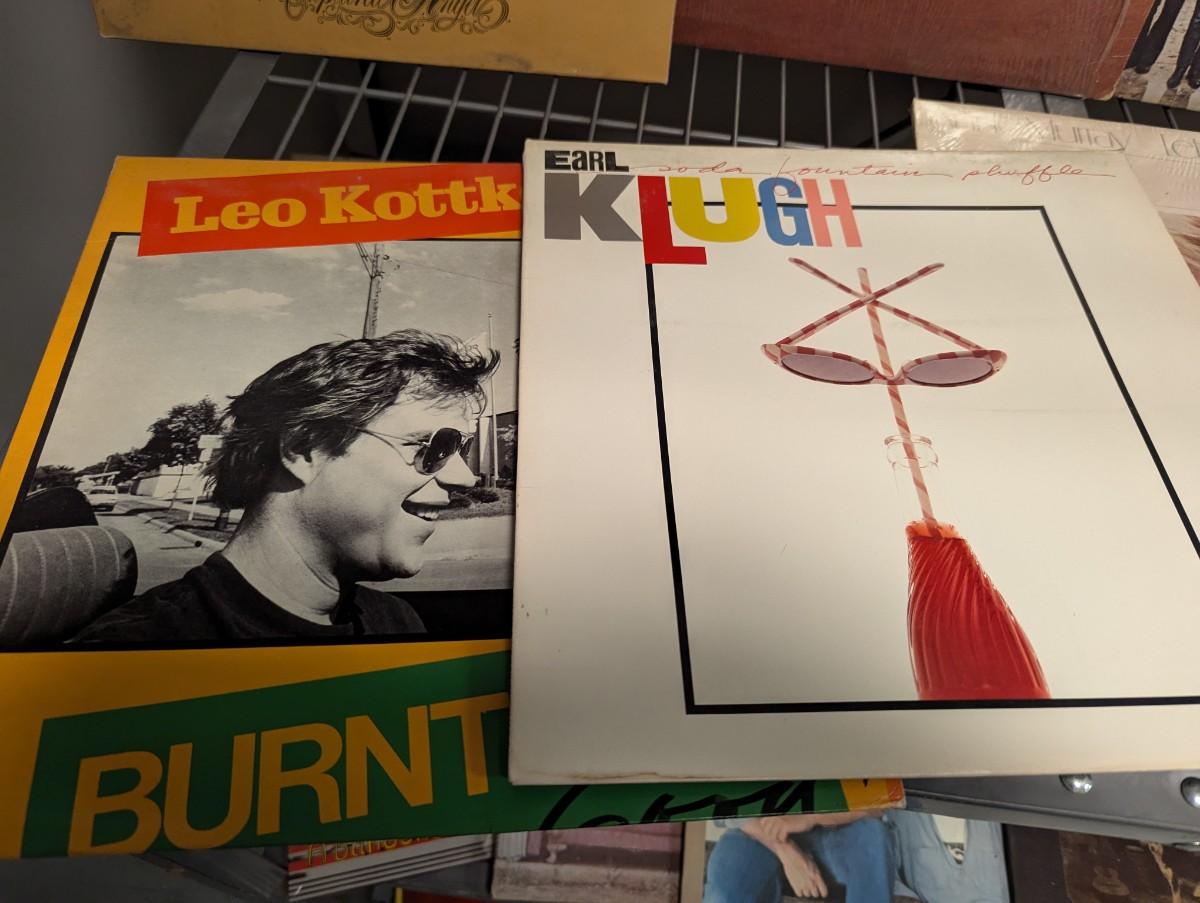 Leo Kottk
BURNT
EARL
KLUGH
soda fountain shuffle